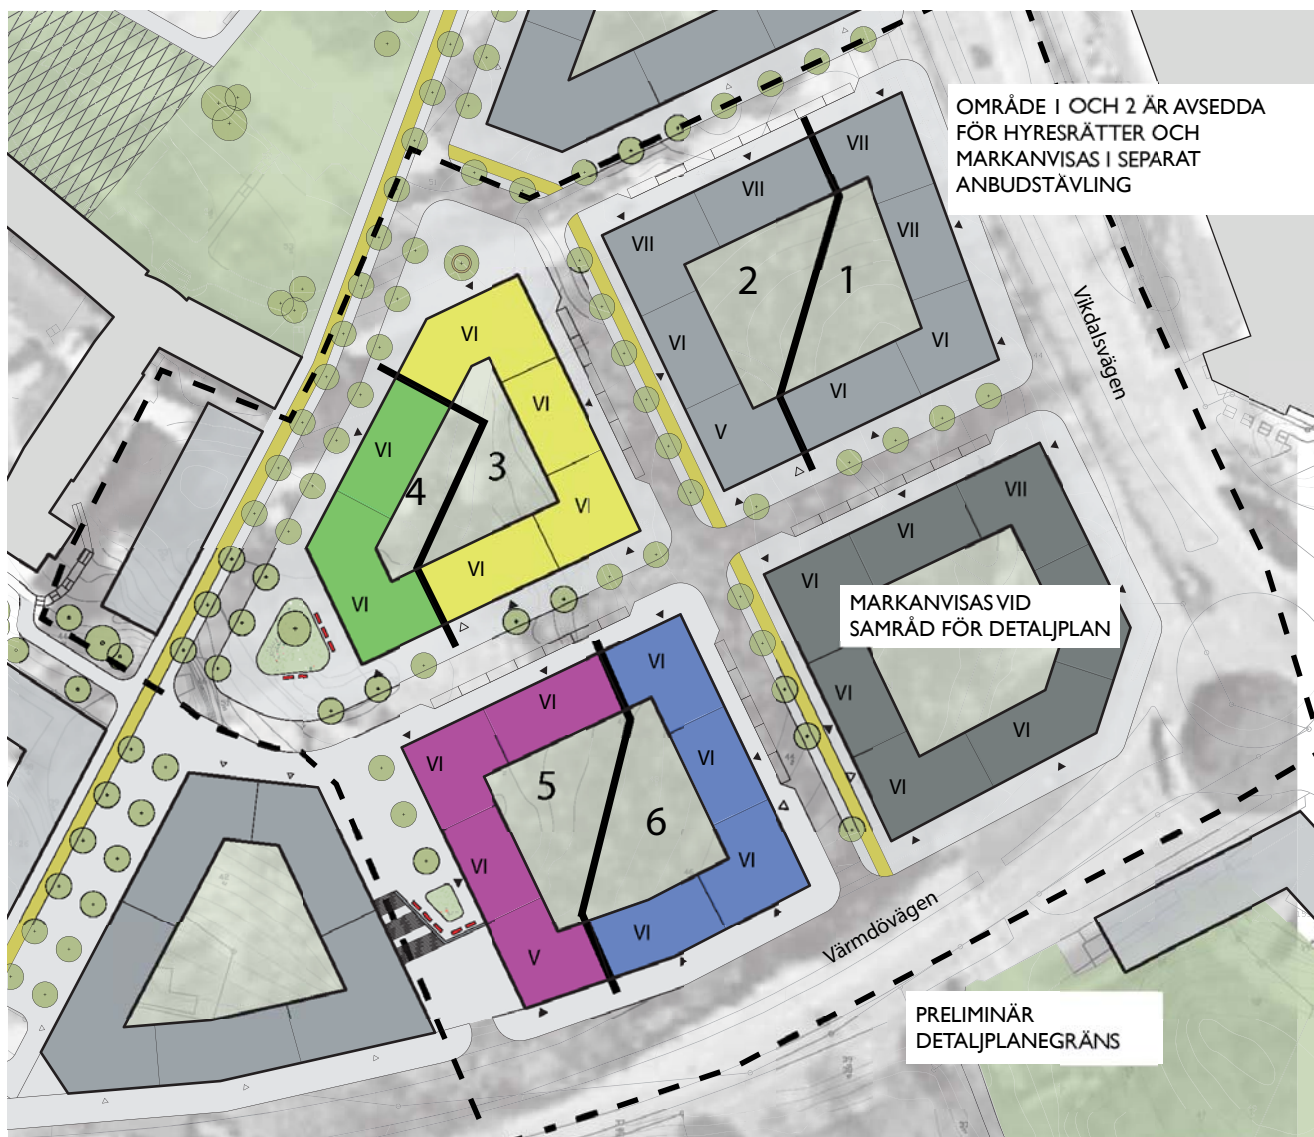 OMRÅDE 1 OCH 2 ÄR AVSEDDA
FÖR HYRESRÄTTER OCH
MARKANVISAS I SEPARAT
ANBUDSTÄVLING
VII
VII
VII
VII
2
1
VI
VI
VI
V
Vikdalsvägen
VI
VI
VI
3
4
VI
VI
VI
VII
VI
VI
MARKANVISAS VID
SAMRÅD FÖR DETALJPLAN
VI
VI
VI
VI
VI
VI
VI
5
6
VI
VI
VI
V
VI
Värmdövägen
PRELIMINÄR
DETALJPLANEGRÄNS